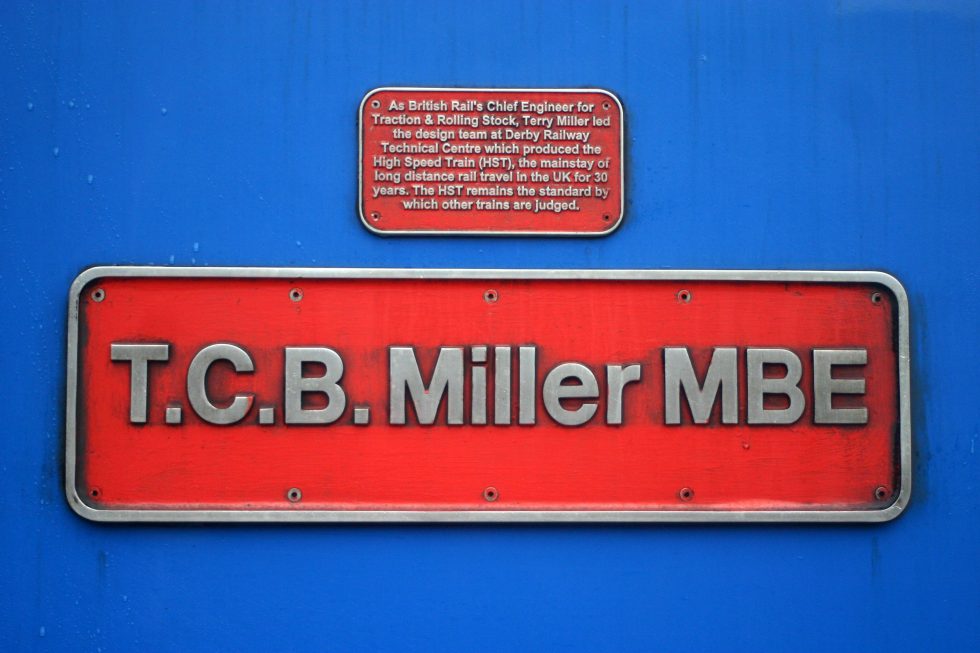 As British Rail's Chief Engineer for
Traction & Rolling Stock, Terry Miller led
the design team at Derby Railway
Technical Centre which produced the
High Speed Train (HST), the mainstay of
long distance rail travel in the UK for 30
years. The HST remains the standard by
which other trains are judged.
T.C.B. Miller MBE